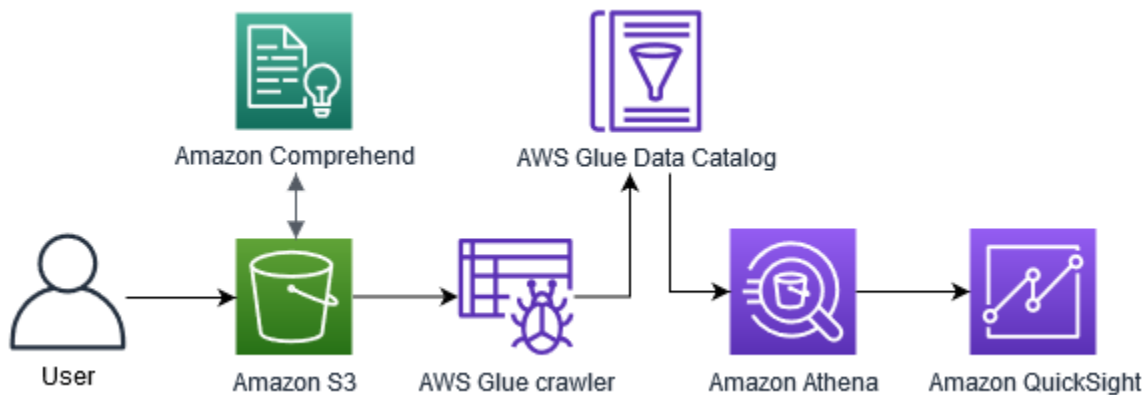 Amazon Comprehend
AWS Glue Data Catalog
User
Amazon S3
AWS Glue crawler
Amazon Athena
Amazon QuickSight